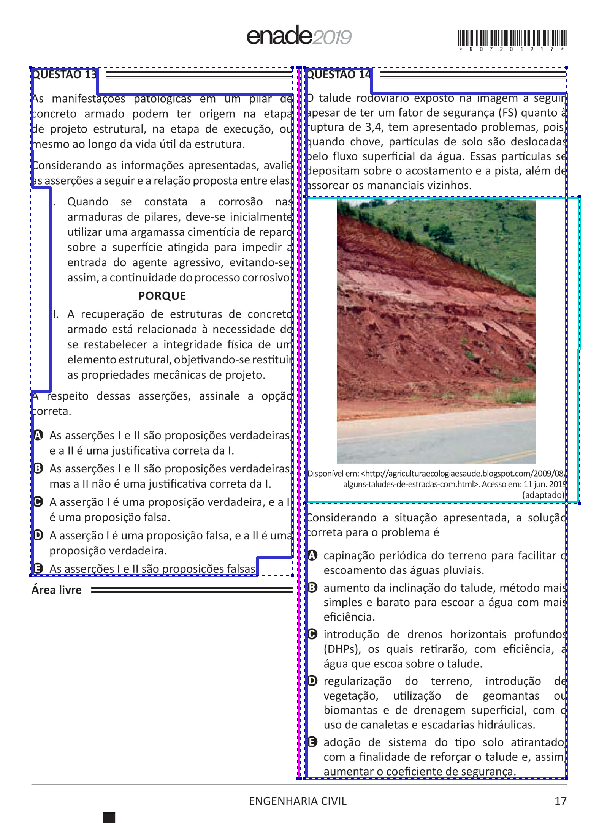 enade2019
QUESTÃO 13
As manifestações patológicas em um pilar de
concreto armado podem ter origem na etapa
de projeto estrutural, na etapa de execução, ou
mesmo ao longo da vida útil da estrutura.
Considerando as informações apresentadas, avalie
as asserções a seguir e a relação proposta entre elas.
I. Quando se constata a corrosão nas
armaduras de pilares, deve-se inicialmente
utilizar uma argamassa cimentícia de reparo
sobre a superfície atingida para impedir a
entrada do agente agressivo, evitando-se,
assim, a continuidade do processo corrosivo.
PORQUE
II. A recuperação de estruturas de concreto
armado está relacionada à necessidade de
se restabelecer a integridade física de um
elemento estrutural, objetivando-se restituir
as propriedades mecânicas de projeto.
A respeito dessas asserções, assinale a opção
correta.
A As asserções I e II são proposições verdadeiras,
e a II é uma justificativa correta da I.
B As asserções I e II são proposições verdadeiras,
mas a II não é uma justificativa correta da I.
C A asserção I é uma proposição verdadeira, e a II
é uma proposição falsa.
D A asserção I é uma proposição falsa, e a II é uma
proposição verdadeira.
E As asserções I e II são proposições falsas.
Área livre
QUESTÃO 14
O talude rodoviário exposto na imagem a seguir,
apesar de ter um fator de segurança (FS) quanto à
ruptura de 3,4, tem apresentado problemas, pois,
quando chove, partículas de solo são deslocadas
pelo fluxo superficial da água. Essas partículas se
depositam sobre o acostamento e a pista, além de
assorear os mananciais vizinhos.
Disponível em: <http://agriculturaecologiaesaude.blogspot.com/2009/08/
alguns-taludes-de-estradas-com.html>. Acesso em: 11 jun. 2019
(adaptado).
Considerando a situação apresentada, a solução
correta para o problema é
A capinação periódica do terreno para facilitar o
escoamento das águas pluviais.
B aumento da inclinação do talude, método mais
simples e barato para escoar a água com mais
eficiência.
C introdução de drenos horizontais profundos
(DHPs), os quais retirarão, com eficiência, a
água que escoa sobre o talude.
D regularização do terreno, introdução de
vegetação, utilização de geomantas ou
biomantas e de drenagem superficial, com o
uso de canaletas e escadarias hidráulicas.
E adoção de sistema do tipo solo atirantado,
com a finalidade de reforçar o talude e, assim,
aumentar o coeficiente de segurança.
ENGENHARIA CIVIL
17